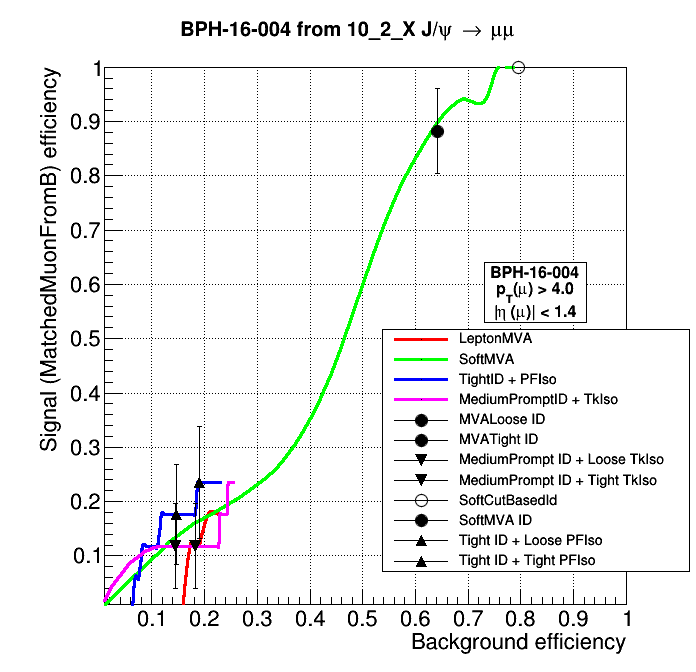 BPH-16-004 from 10_2_X J/ψ → μμ
Signal (MatchedMuonFromB) efficiency
1
0.9
0.8
0.7
0.6
0.5
0.4
0.3
0.2
0.1
BPH-16-004
pT(μ) > 4.0
|η (μ)| < 1.4
LeptonMVA
SoftMVA
TightID + PFIso
MediumPromptID + TkIso
MVALoose ID
MVATight ID
MediumPrompt ID + Loose TkIso
MediumPrompt ID + Tight TkIso
SoftCutBasedId
SoftMVA ID
Tight ID + Loose PFIso
Tight ID + Tight PFIso
0.1 0.2 0.3 0.4 0.5 0.6 0.7 0.8 0.9 1
Background efficiency